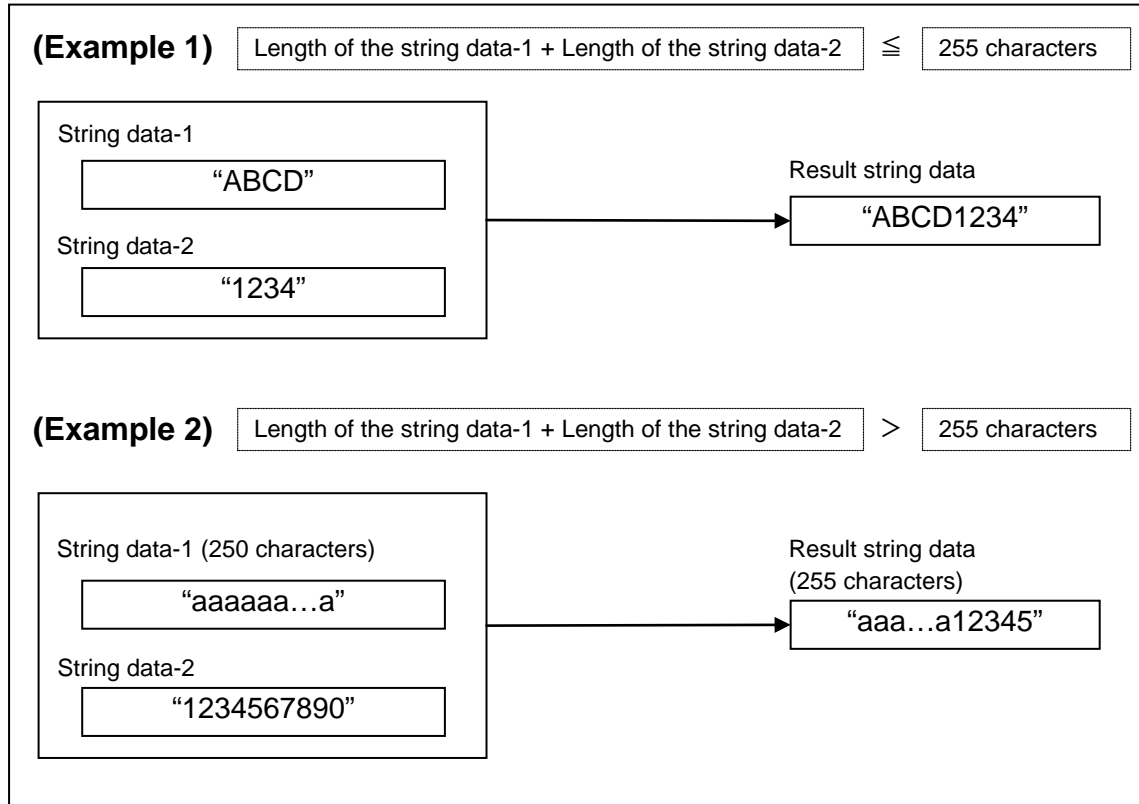 (Example 1) Length of the string data-1 + Length of the string data-2 ≦ 255 characters
String data-1
“ABCD”
String data-2
“1234”
Result string data
“ABCD1234”
(Example 2) Length of the string data-1 + Length of the string data-2 ＞ 255 characters
String data-1 (250 characters)
“aaaaaa…a”
String data-2
“1234567890”
Result string data
(255 characters)
“aaa…a12345”